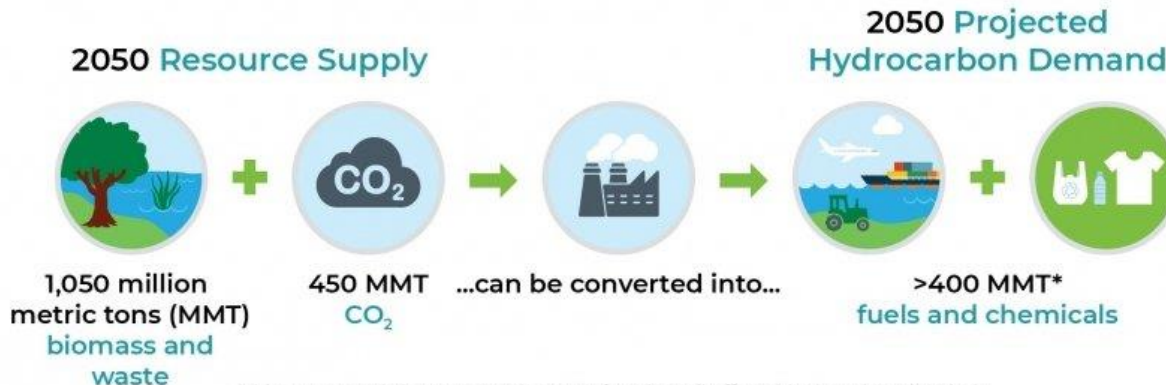 2050 Resource Supply
2050 Projected
Hydrocarbon Demand
CO₂
1,050 million
metric tons (MMT)
biomass and
waste
450 MMT
CO₂
...can be converted into...
>400 MMT*
fuels and chemicals